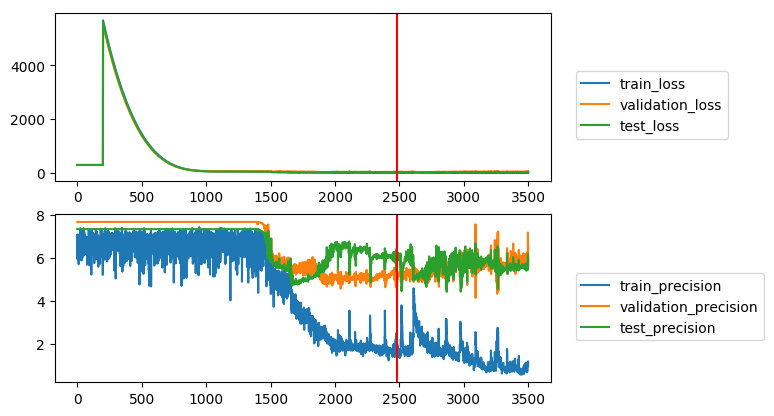 4000
2000
0
0 500 1000 1500 2000 2500 3000 3500
train_loss
validation_loss
test_loss
8
6
4
2
0 500 1000 1500 2000 2500 3000 3500
train_precision
validation_precision
test_precision